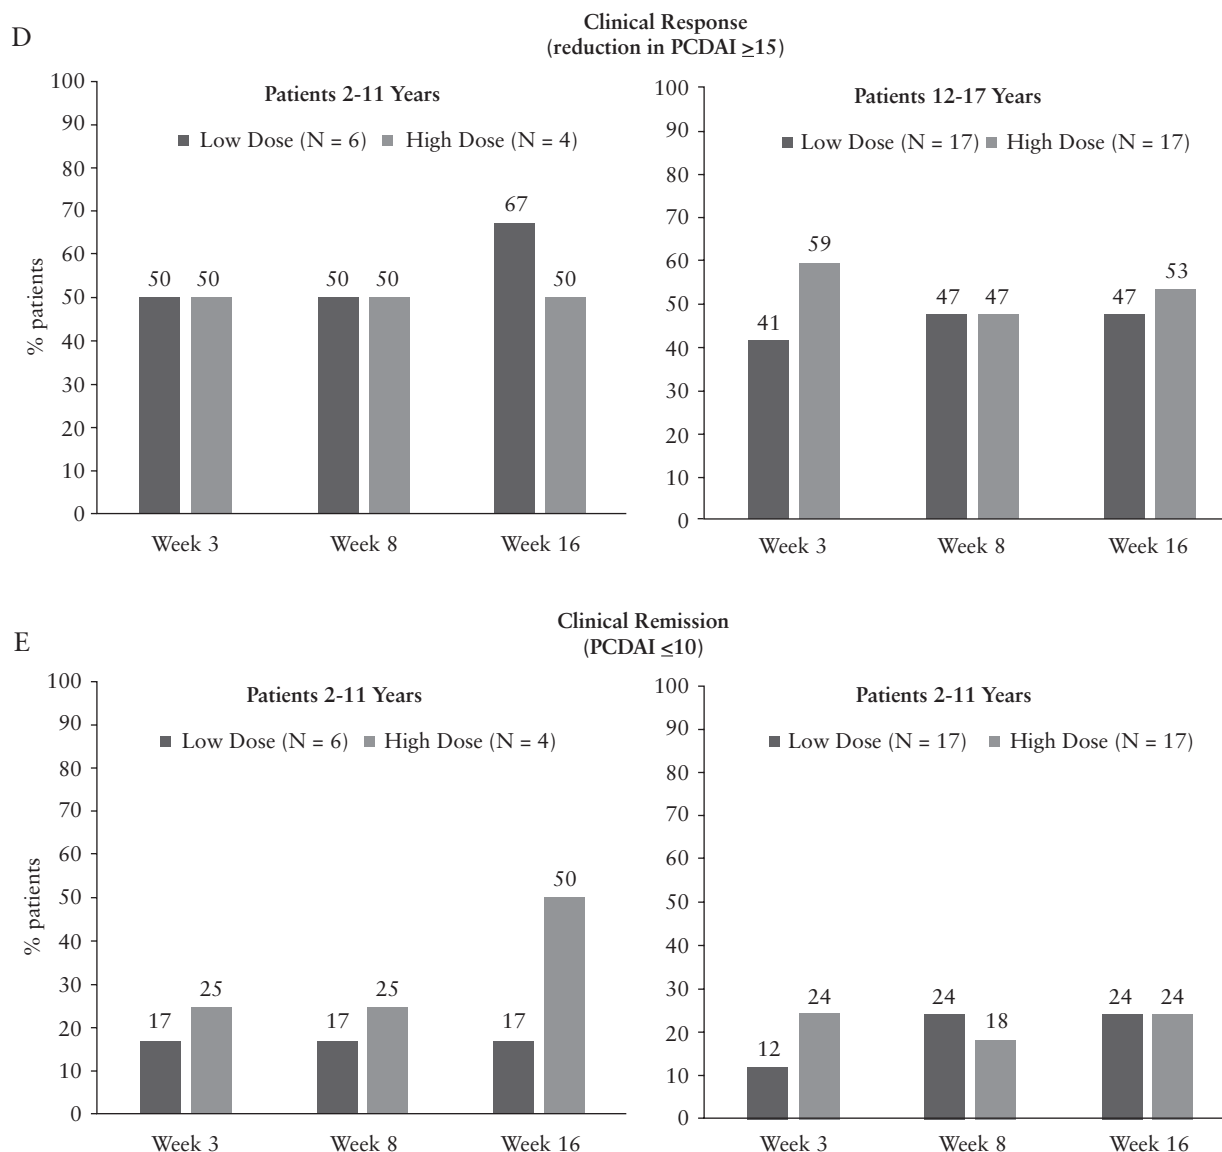 D
Clinical Response
(reduction in PCDAI ≥15)
Patients 2-11 Years
Low Dose (N = 6) High Dose (N = 4)
% patients
100
90
80
70
60
50
40
30
20
10
0
50 50
50 50
67 50
Week 3 Week 8 Week 16
Patients 12-17 Years
Low Dose (N = 17) High Dose (N = 17)
100
90
80
70
60
50
40
30
20
10
0
41 59
47 47
47 53
Week 3 Week 8 Week 16
E
Clinical Remission
(PCDAI ≤10)
Patients 2-11 Years
Low Dose (N = 6) High Dose (N = 4)
% patients
100
90
80
70
60
50
40
30
20
10
0
17 25
17 25
17 50
Week 3 Week 8 Week 16
Patients 2-11 Years
Low Dose (N = 17) High Dose (N = 17)
100
90
80
70
60
50
40
30
20
10
0
12 24
24 18
24 24
Week 3 Week 8 Week 16